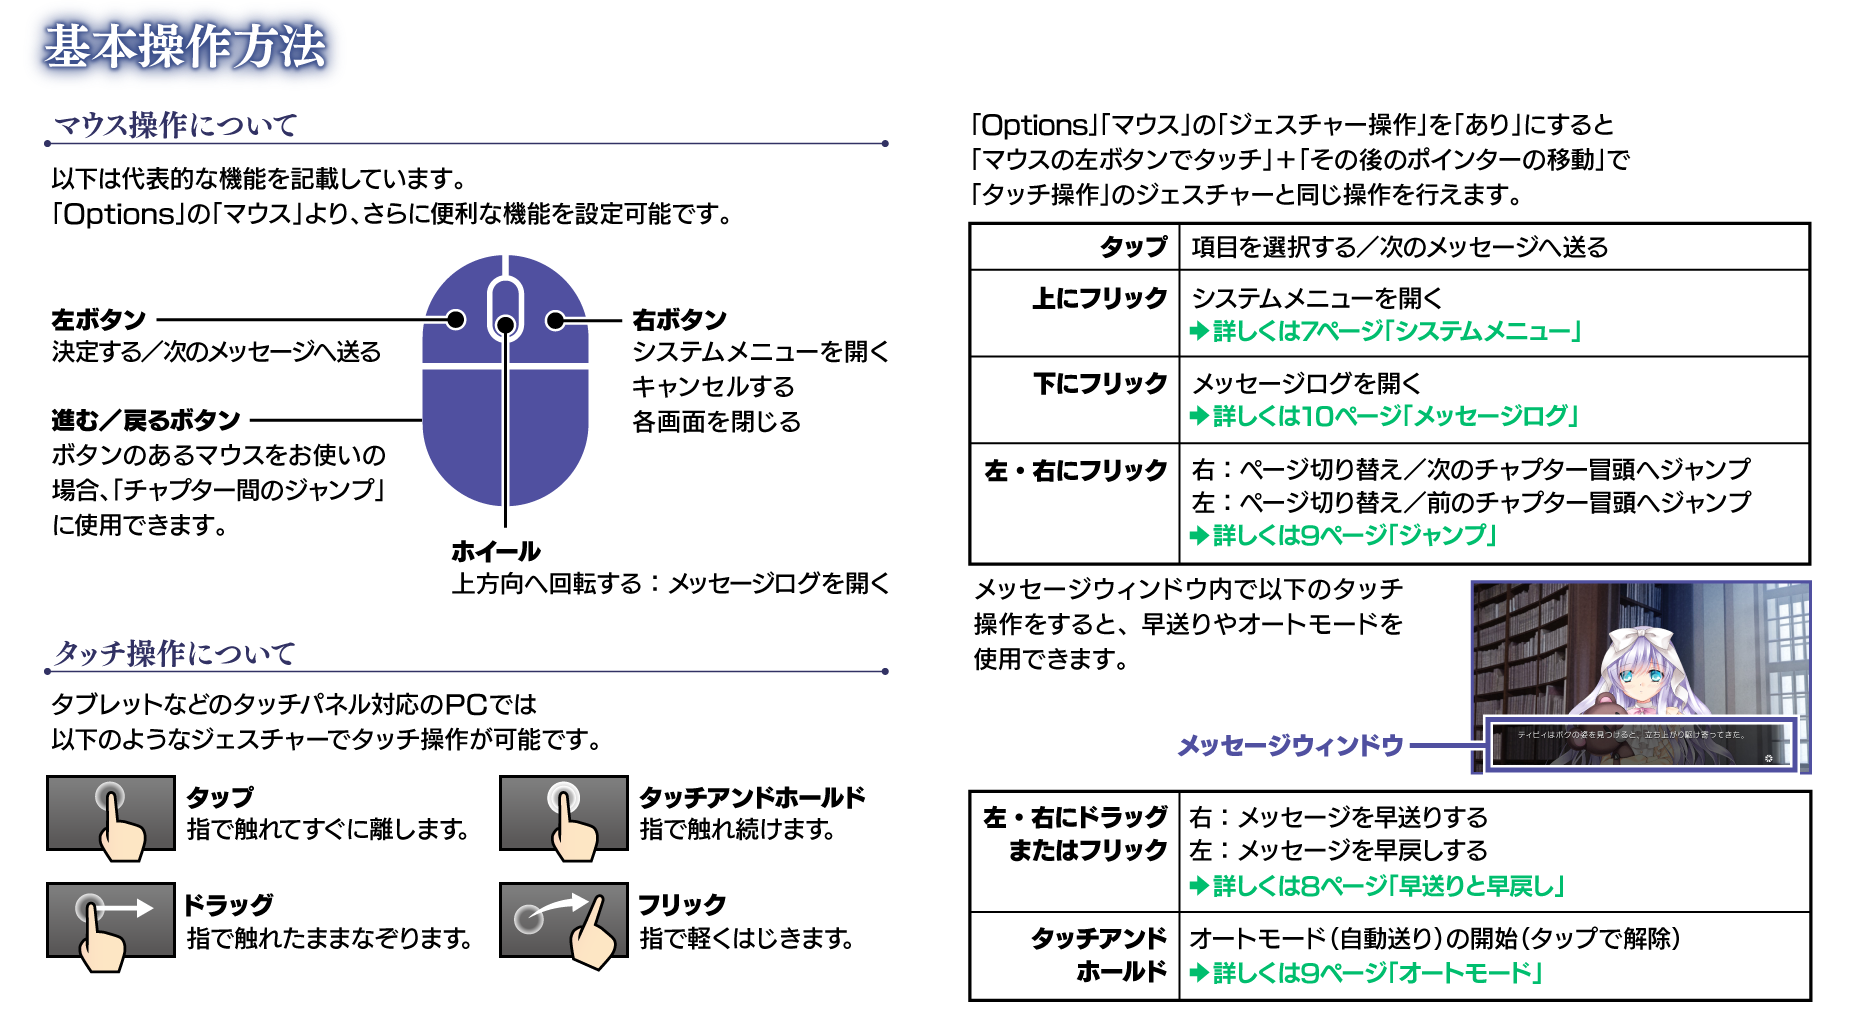 基本操作方法
マウス操作について
以下は代表的な機能を記載しています。
「Options」の「マウス」より、さらに便利な機能を設定可能です。
左ボタン
決定する／次のメッセージへ送る
進む／戻るボタン
ボタンのあるマウスをお使いの
場合、「チャプター間のジャンプ」
に使用できます。
右ボタン
システムメニューを開く
キャンセルする
各画面を閉じる
ホイール
上方向へ回転する：メッセージログを開く
タッチ操作について
タブレットなどのタッチパネル対応のPCでは
以下のようなジェスチャーでタッチ操作が可能です。
タップ
指で触れてすぐに離します。
タッチアンドホールド
指で触れ続けます。
ドラッグ
指で触れたままなぞります。
フリック
指で軽くはじきます。
「Options」「マウス」の「ジェスチャー操作」を「あり」にすると
「マウスの左ボタンでタッチ」＋「その後のポインターの移動」で
「タッチ操作」のジェスチャーと同じ操作を行えます。
タップ
項目を選択する／次のメッセージへ送る
上にフリック
システムメニューを開く
➡詳しくは7ページ「システムメニュー」
下にフリック
メッセージログを開く
➡詳しくは10ページ「メッセージログ」
左・右にフリック
右：ページ切り替え／次のチャプター冒頭へジャンプ
左：ページ切り替え／前のチャプター冒頭へジャンプ
➡詳しくは9ページ「ジャンプ」
メッセージウィンドウ内で以下のタッチ
操作をすると、早送りやオートモードを
使用できます。
メッセージウィンドウ
ティピィはボクの姿を見つけると、立ち上がり駆け寄ってきた。
左・右にドラッグ
またはフリック
右：メッセージを早送りする
左：メッセージを早戻しする
➡詳しくは8ページ「早送りと早戻し」
タッチアンド
ホールド
オートモード（自動送り）の開始（タップで解除）
➡詳しくは9ページ「オートモード」